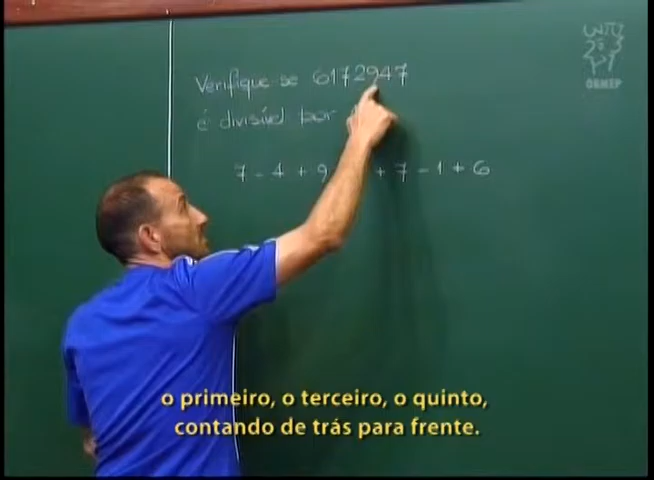 Verifique-se 6172947
é divisível por
7 - 4 + 9 + 7 - 1 + 6
OBMEP
o primeiro, o terceiro, o quinto,
contando de trás para frente.